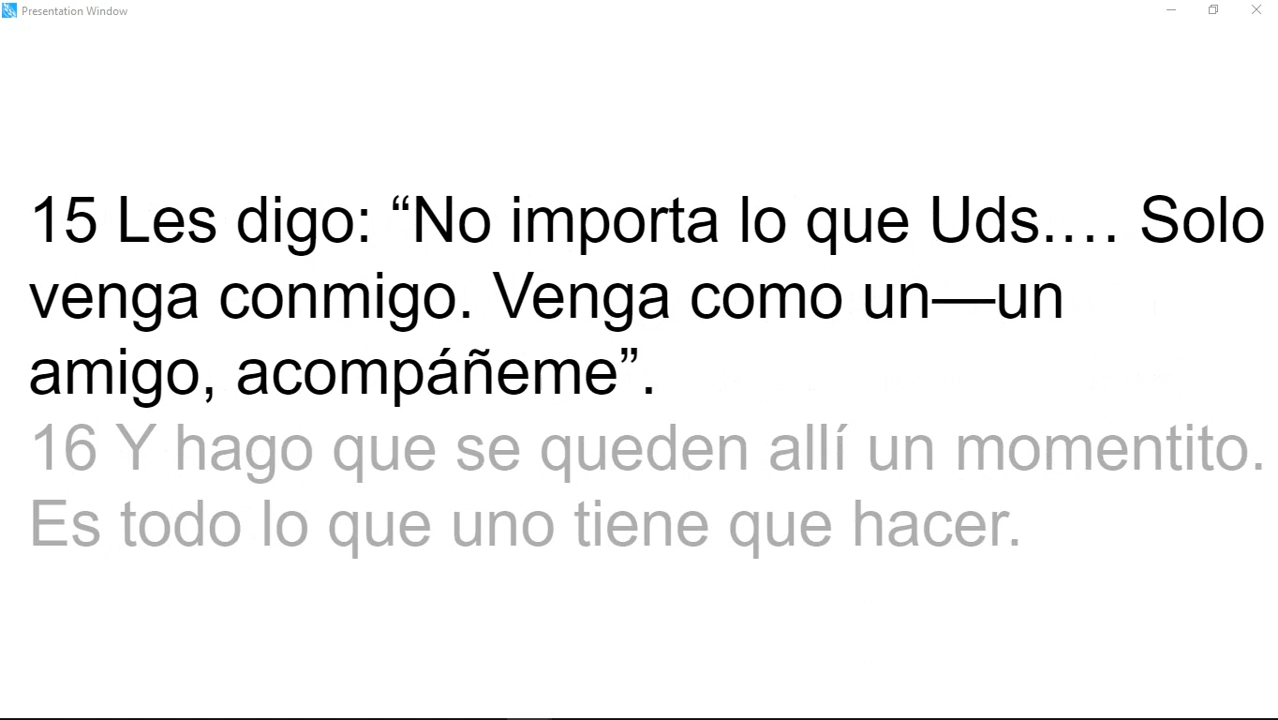 Presentation Window
15 Les digo: “No importa lo que Uds.… Solo
venga conmigo. Venga como un—un
amigo, acompáñeme”.
16 Y hago que se queden allí un momentito.
Es todo lo que uno tiene que hacer.